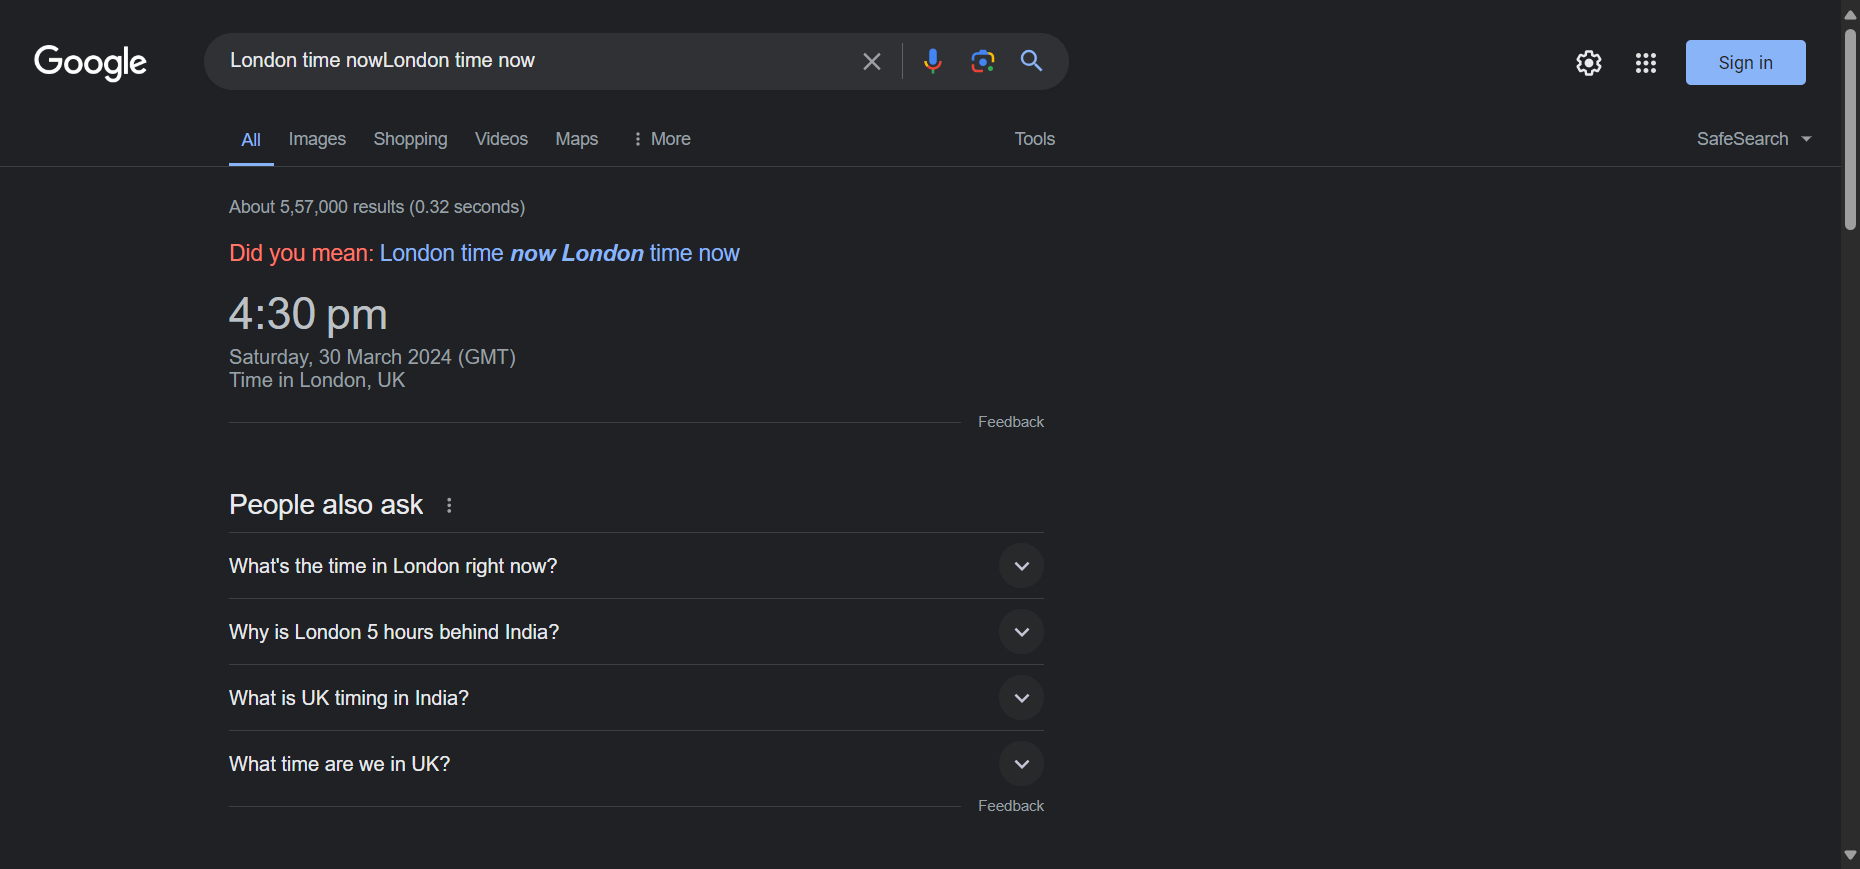 Google
London time nowLondon time now
Sign in
All Images Shopping Videos Maps More Tools SafeSearch
About 5,57,000 results (0.32 seconds)
Did you mean: London time now London time now
4:30 pm
Saturday, 30 March 2024 (GMT)
Time in London, UK
Feedback
People also ask
What's the time in London right now?
Why is London 5 hours behind India?
What is UK timing in India?
What time are we in UK?
Feedback